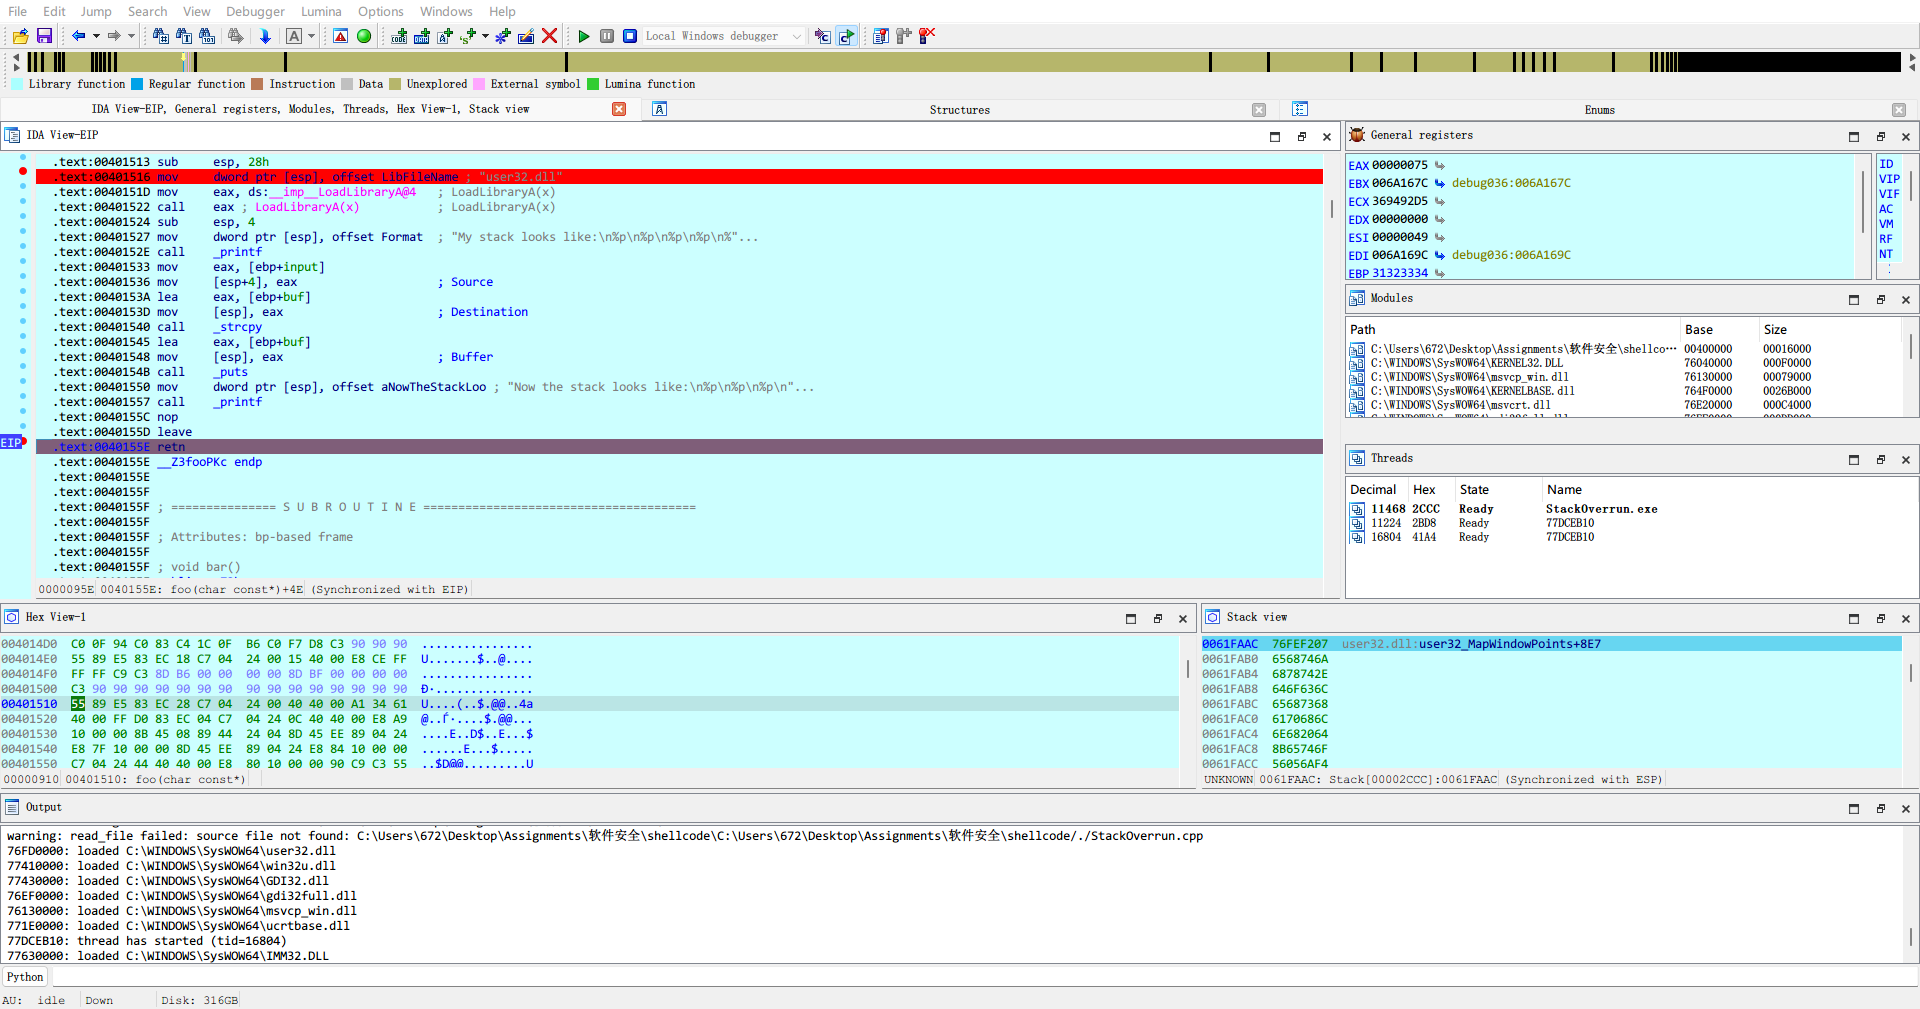 File Edit Jump Search View Debugger Lumina Options Windows Help
Local Windows debugger
Library function Regular function Instruction Data Unexplored External symbol Lumina function
IDA View-EIP, General registers, Modules, Threads, Hex View-1, Stack view
Structures
Enums
IDA View-EIP
.text:00401513 sub esp, 28h
.text:00401516 mov dword ptr [esp], offset LibFileName ; "user32.dll"
.text:0040151D mov eax, ds:__imp__LoadLibraryA@4 ; LoadLibraryA(x)
.text:00401522 call eax ; LoadLibraryA(x) ; LoadLibraryA(x)
.text:00401524 sub esp, 4
.text:00401527 mov dword ptr [esp], offset Format ; "My stack looks like:\n%p\n%p\n%p\n%p\n%"...
.text:0040152E call _printf
.text:00401533 mov eax, [ebp+input]
.text:00401536 mov [esp+4], eax ; Source
.text:0040153A lea eax, [ebp+buf]
.text:0040153D mov [esp], eax ; Destination
.text:00401540 call _strcpy
.text:00401545 lea eax, [ebp+buf]
.text:00401548 mov [esp], eax ; Buffer
.text:0040154B call _puts
.text:00401550 mov dword ptr [esp], offset aNowTheStackLoo ; "Now the stack looks like:\n%p\n%p\n%p\n"...
.text:00401557 call _printf
.text:0040155C nop
.text:0040155D leave
EIP .text:0040155E retn
.text:0040155E __Z3fooPKc endp
.text:0040155E
.text:0040155F
.text:0040155F ; =============== S U B R O U T I N E =======================================
.text:0040155F
.text:0040155F ; Attributes: bp-based frame
.text:0040155F
.text:0040155F ; void bar()
0000095E 0040155E: foo(char const*)+4E (Synchronized with EIP)
General registers
EAX 00000075
EBX 006A167C debug036:006A167C
ECX 369492D5
EDX 00000000
ESI 00000049
EDI 006A169C debug036:006A169C
EBP 31323334
ID
VIP
VIF
AC
VM
RF
NT
Modules
Path Base Size
C:\Users\672\Desktop\Assignments\软件安全\shellco… 00400000 00016000
C:\WINDOWS\SysWOW64\KERNEL32.DLL 76040000 000F0000
C:\WINDOWS\SysWOW64\msvcp_win.dll 76130000 00079000
C:\WINDOWS\SysWOW64\KERNELBASE.dll 764F0000 0026B000
C:\WINDOWS\SysWOW64\msvcrt.dll 76E20000 000C4000
Threads
Decimal Hex State Name
11468 2CCC Ready StackOverrun.exe
11224 2BD8 Ready 77DCEB10
16804 41A4 Ready 77DCEB10
Hex View-1
004014D0 C0 0F 94 C0 83 C4 1C 0F B6 C0 F7 D8 C3 90 90 90 ................
004014E0 55 89 E5 83 EC 18 C7 04 24 00 15 40 00 E8 CE FF U.......$..@....
004014F0 FF FF C9 C3 8D B6 00 00 00 00 8D BF 00 00 00 00 ................
00401500 C3 90 90 90 90 90 90 90 90 90 90 90 90 90 90 90
00401510 55 89 E5 83 EC 28 C7 04 24 00 40 40 00 A1 34 61 U....(..$.@@..4a
00401520 40 00 FF D0 83 EC 04 C7 04 24 0C 40 40 00 E8 A9
00401530 10 00 00 8B 45 08 89 44 24 04 8D 45 EE 89 04 24 ....E..D$..E...$
00401540 E8 7F 10 00 00 8D 45 EE 89 04 24 E8 84 10 00 00 ......E...$.....
00401550 C7 04 24 44 40 40 00 E8 80 10 00 00 90 C9 C3 55 ..$D@@.........U
00000910 00401510: foo(char const*)
Stack view
0061FAAC 76FEF207 user32.dll:user32_MapWindowPoints+8E7
0061FAB0 6568746A
0061FAB4 6878742E
0061FAB8 646F636C
0061FABC 65687368
0061FAC0 6170686C
0061FAC4 6E682064
0061FAC8 8B65746F
0061FACC 56056AF4
UNKNOWN 0061FAAC: Stack[00002CCC]:0061FAAC (Synchronized with ESP)
Output
warning: read_file failed: source file not found: C:\Users\672\Desktop\Assignments\软件安全\shellcode\C:\Users\672\Desktop\Assignments\软件安全\shellcode/./StackOverrun.cpp
76FD0000: loaded C:\WINDOWS\SysWOW64\user32.dll
77410000: loaded C:\WINDOWS\SysWOW64\win32u.dll
77430000: loaded C:\WINDOWS\SysWOW64\GDI32.dll
76EF0000: loaded C:\WINDOWS\SysWOW64\gdi32full.dll
76130000: loaded C:\WINDOWS\SysWOW64\msvcp_win.dll
771E0000: loaded C:\WINDOWS\SysWOW64\ucrtbase.dll
77DCEB10: thread has started (tid=16804)
77630000: loaded C:\WINDOWS\SysWOW64\IMM32.DLL
Python
AU: idle Down Disk: 316GB